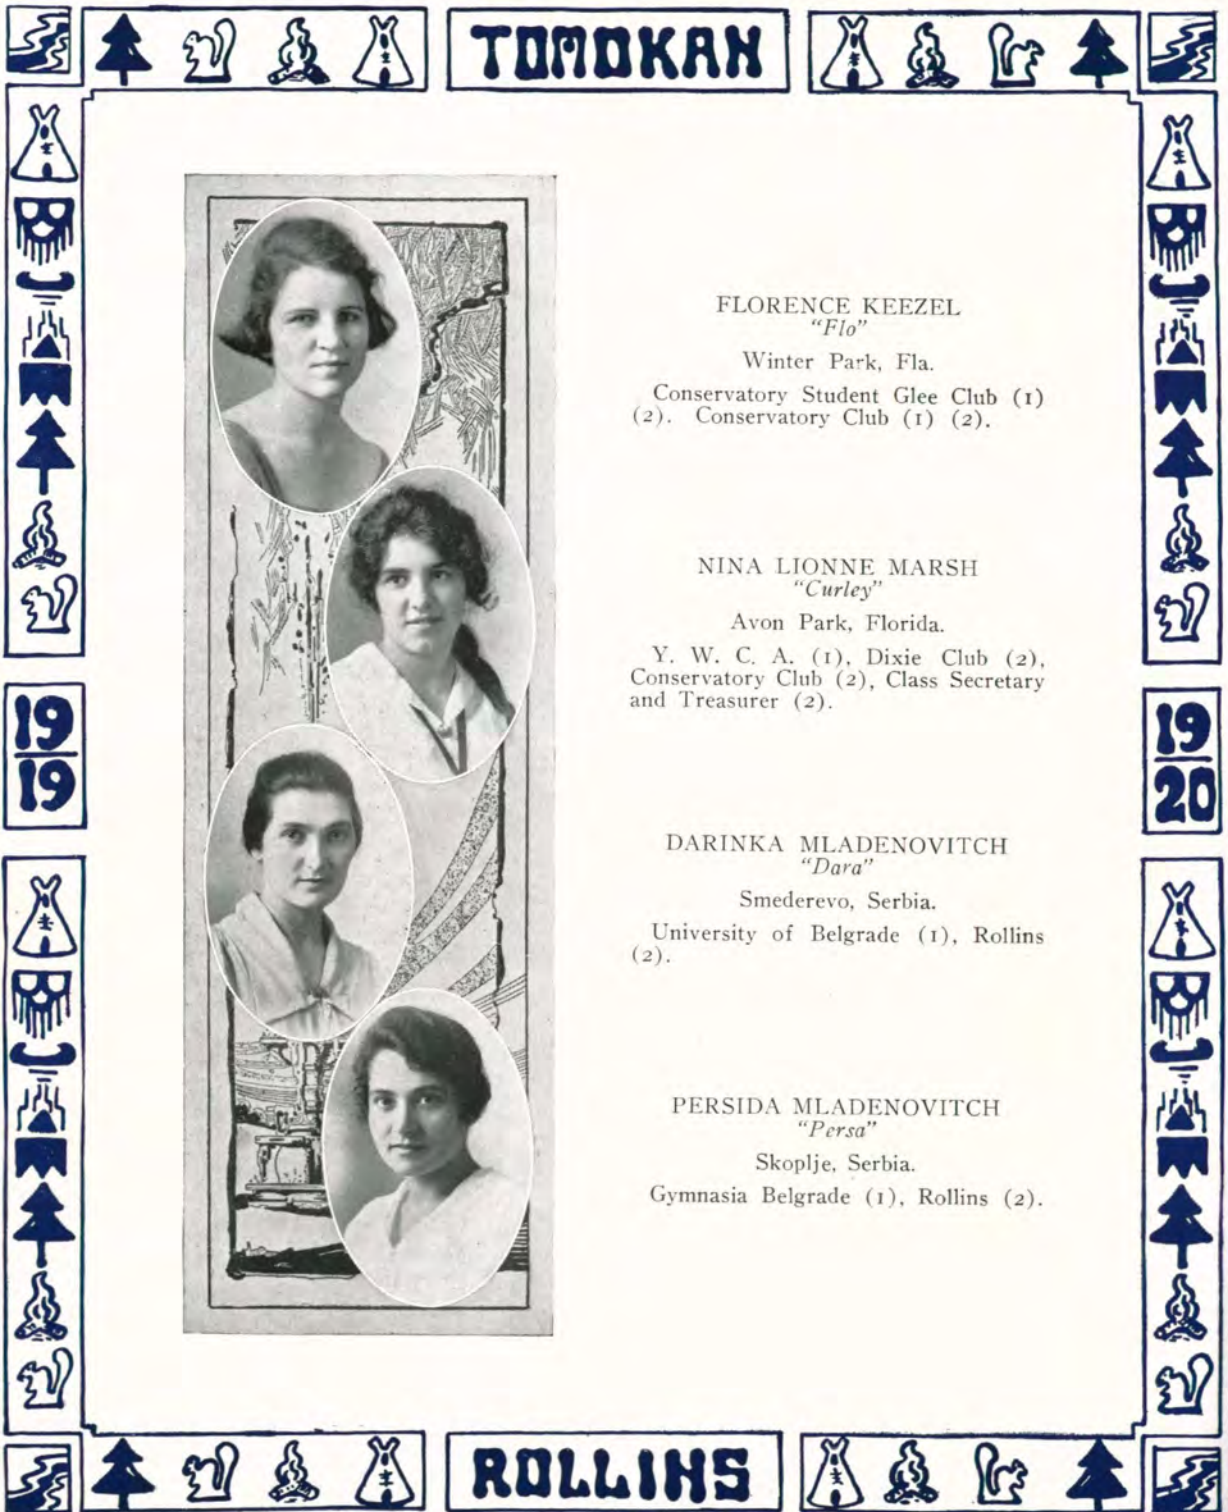 TOMOKAN
FLORENCE KEEZEL
"Flo"
Winter Park, Fla.
Conservatory Student Glee Club (1)
(2). Conservatory Club (1) (2).
NINA LIONNE MARSH
"Curley"
Avon Park, Florida.
Y. W. C. A. (1), Dixie Club (2),
Conservatory Club (2), Class Secretary
and Treasurer (2).
19
19
19
20
DARINKA MLADENOVITCH
"Dara"
Smederevo, Serbia.
University of Belgrade (1), Rollins
(2).
PERSIDA MLADENOVITCH
"Persa"
Skoplje, Serbia.
Gymnasia Belgrade (1), Rollins (2).
ROLLINS